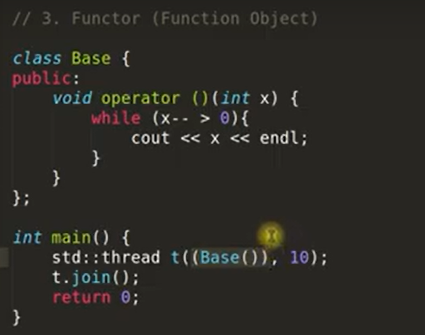 // 3. Functor (Function Object)
class Base {
public:
    void operator ()(int x) {
        while (x-- > 0){
            cout << x << endl;
        }
    }
};
int main() {
    std::thread t((Base()), 10);
    t.join();
    return 0;
}